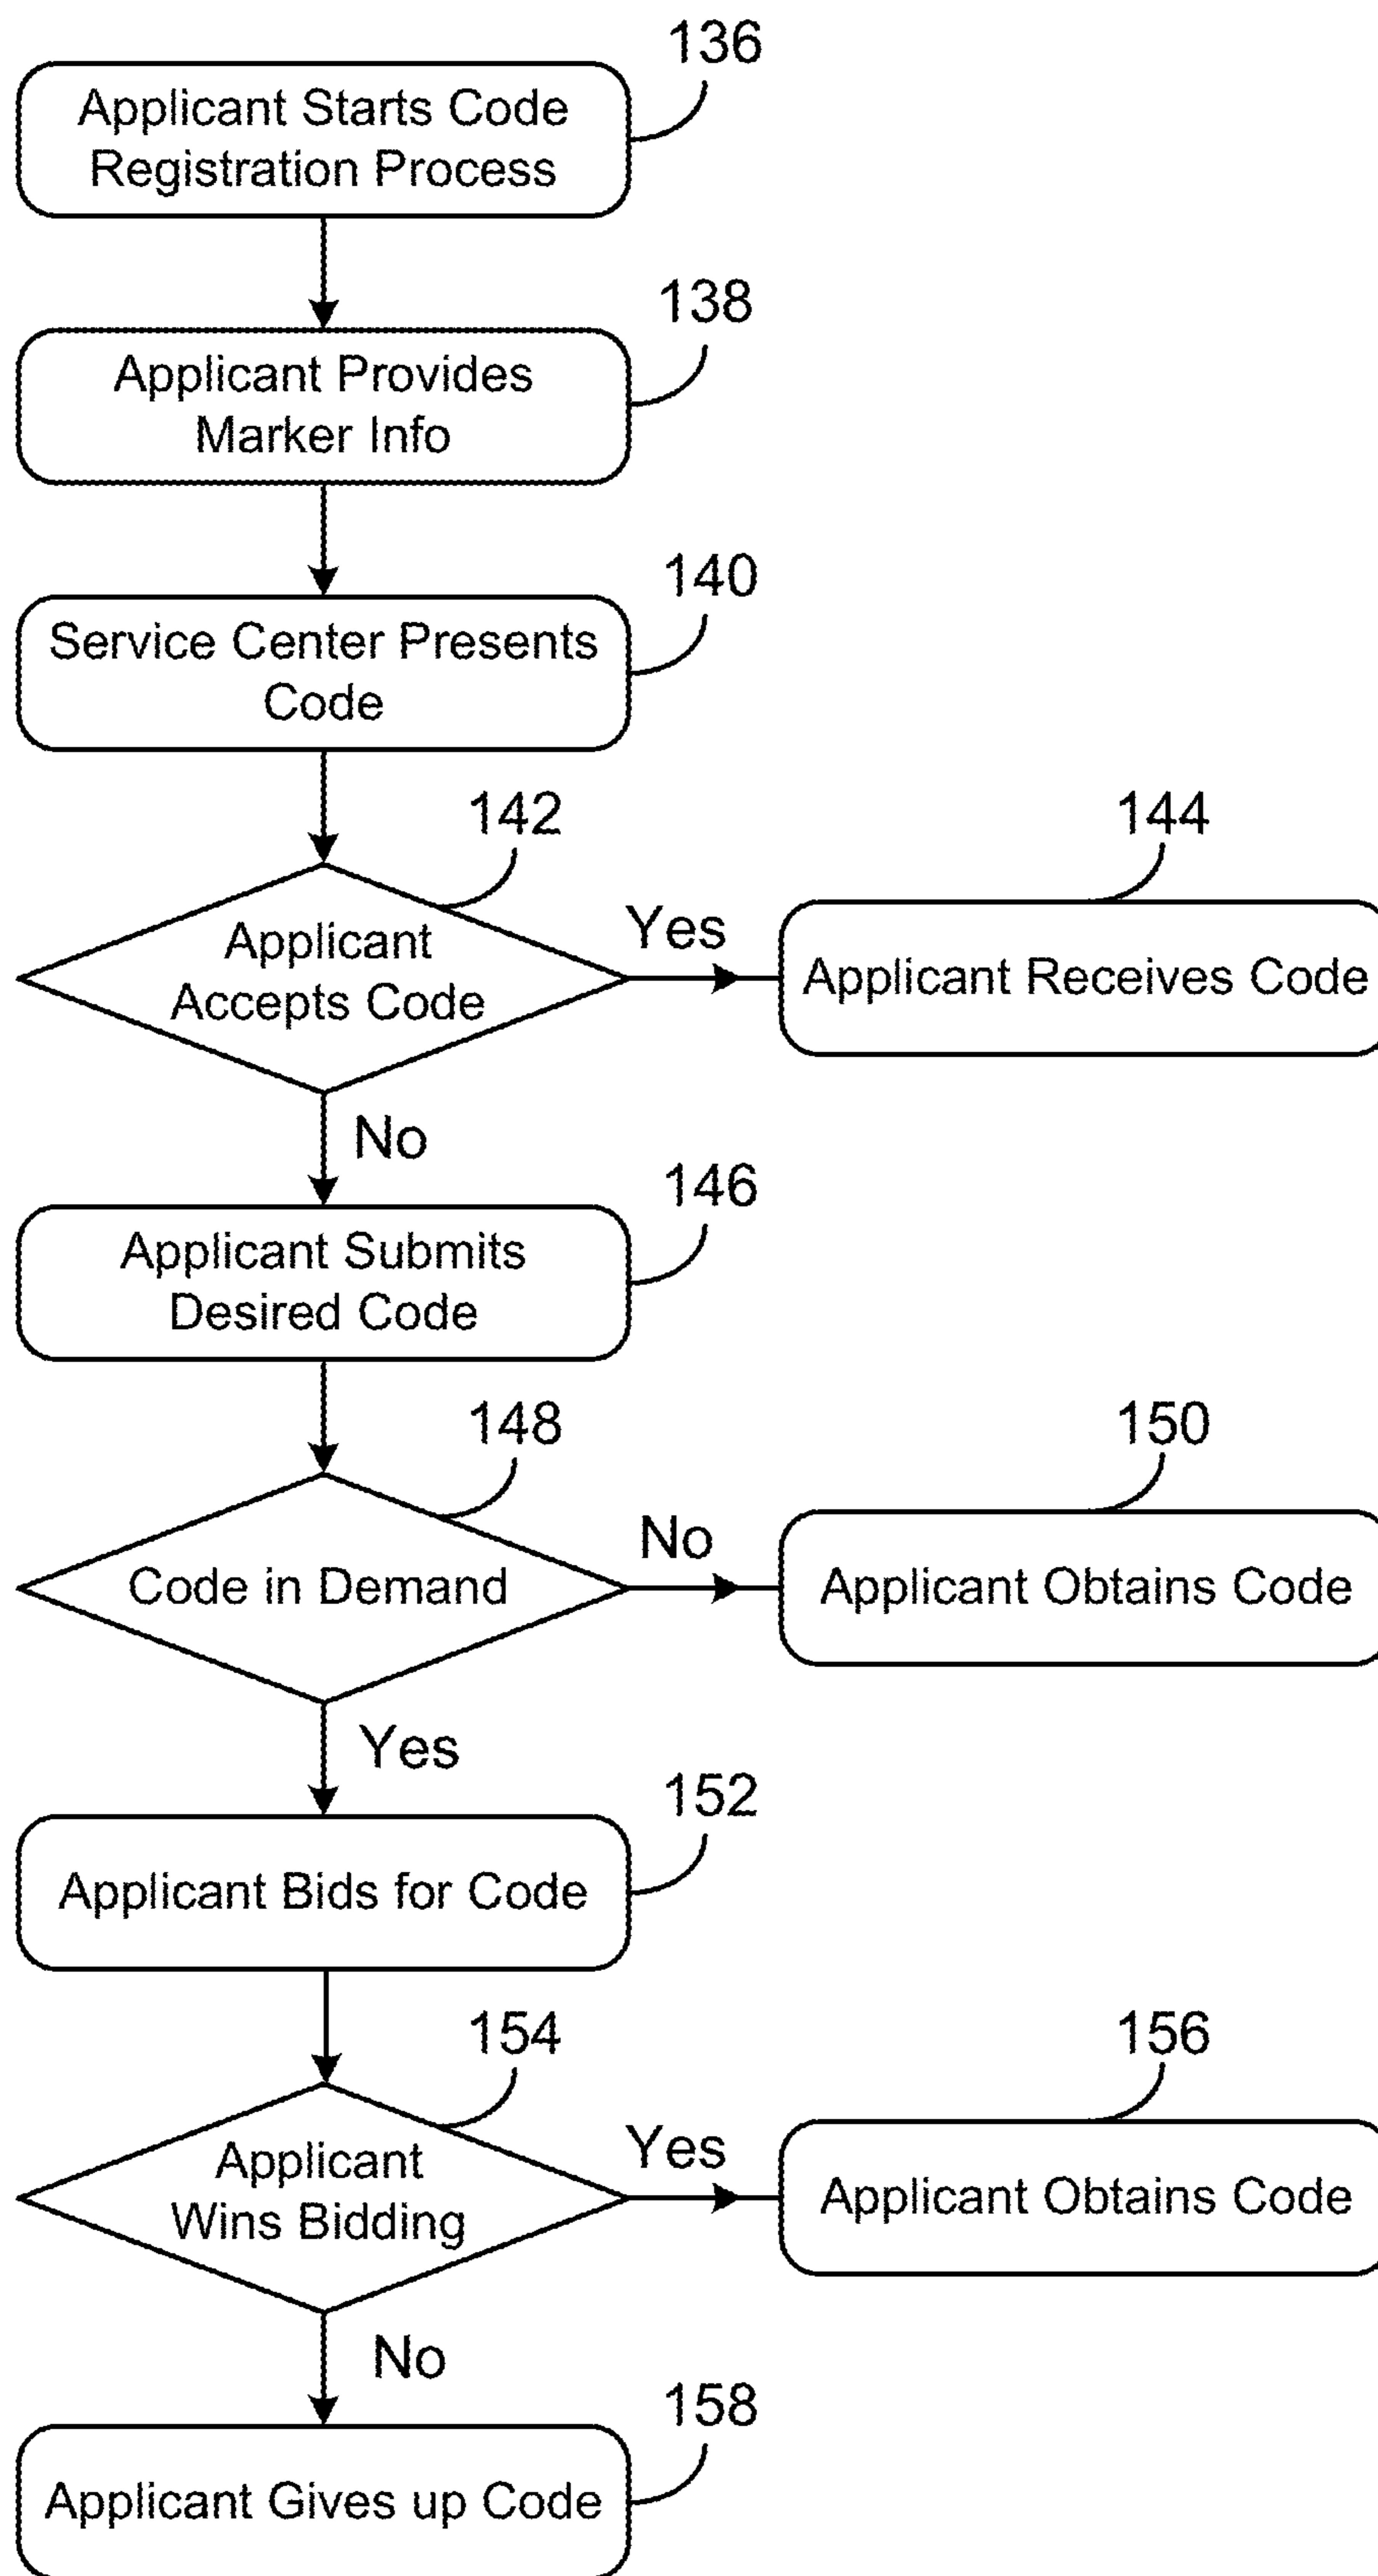 136
Applicant Starts Code
Registration Process
138
Applicant Provides
Marker Info
140
Service Center Presents
Code
142
Applicant
Accepts Code
Yes
144
Applicant Receives Code
No
146
Applicant Submits
Desired Code
148
Code in Demand
No
150
Applicant Obtains Code
Yes
152
Applicant Bids for Code
154
Applicant
Wins Bidding
Yes
156
Applicant Obtains Code
No
158
Applicant Gives up Code